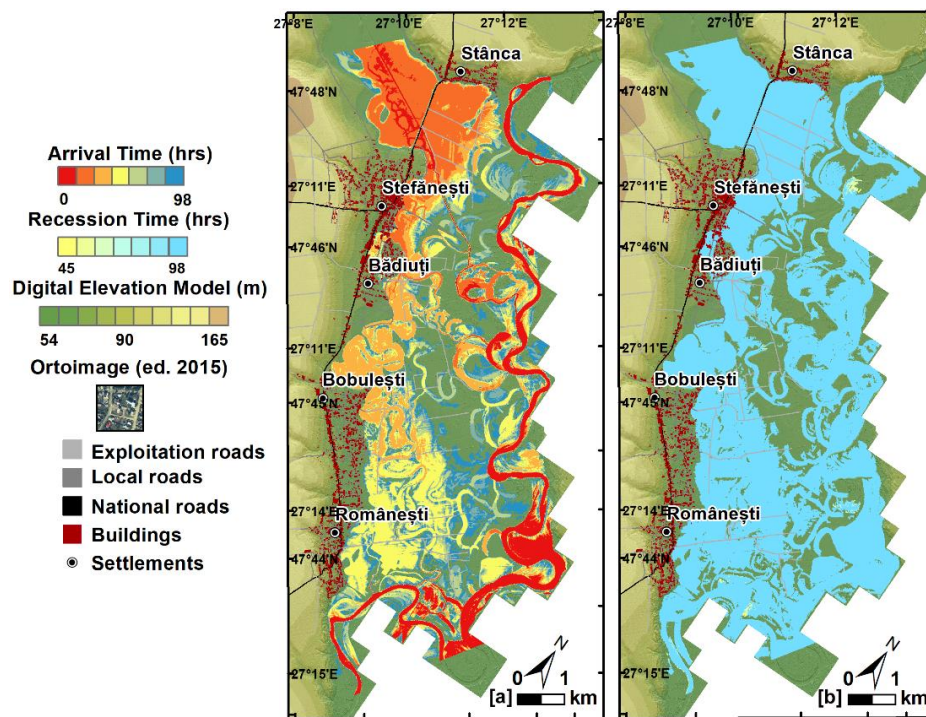 Arrival Time (hrs)
0 98
Recession Time (hrs)
45 98
Digital Elevation Model (m)
54 90 165
Ortoimage (ed. 2015)
Exploitation roads
Local roads
National roads
Buildings
Settlements
27°8' 27°10' 27°12'
47°48'
27°11'E
47°46'
27°11'E
47°45'N
27°14'E
47°44'N
27°15'
Stânca
Ștefănești
Bădiuți
Bobulești
Românești
N
0 1
[a] km
27°8' 27°10' 27°12'
47°48'
27°11'E
47°46'
27°11'E
47°45'N
27°14'E
47°44'N
27°15'
Stânca
Ștefănești
Bădiuți
Bobulești
Românești
N
0 1
[b] km